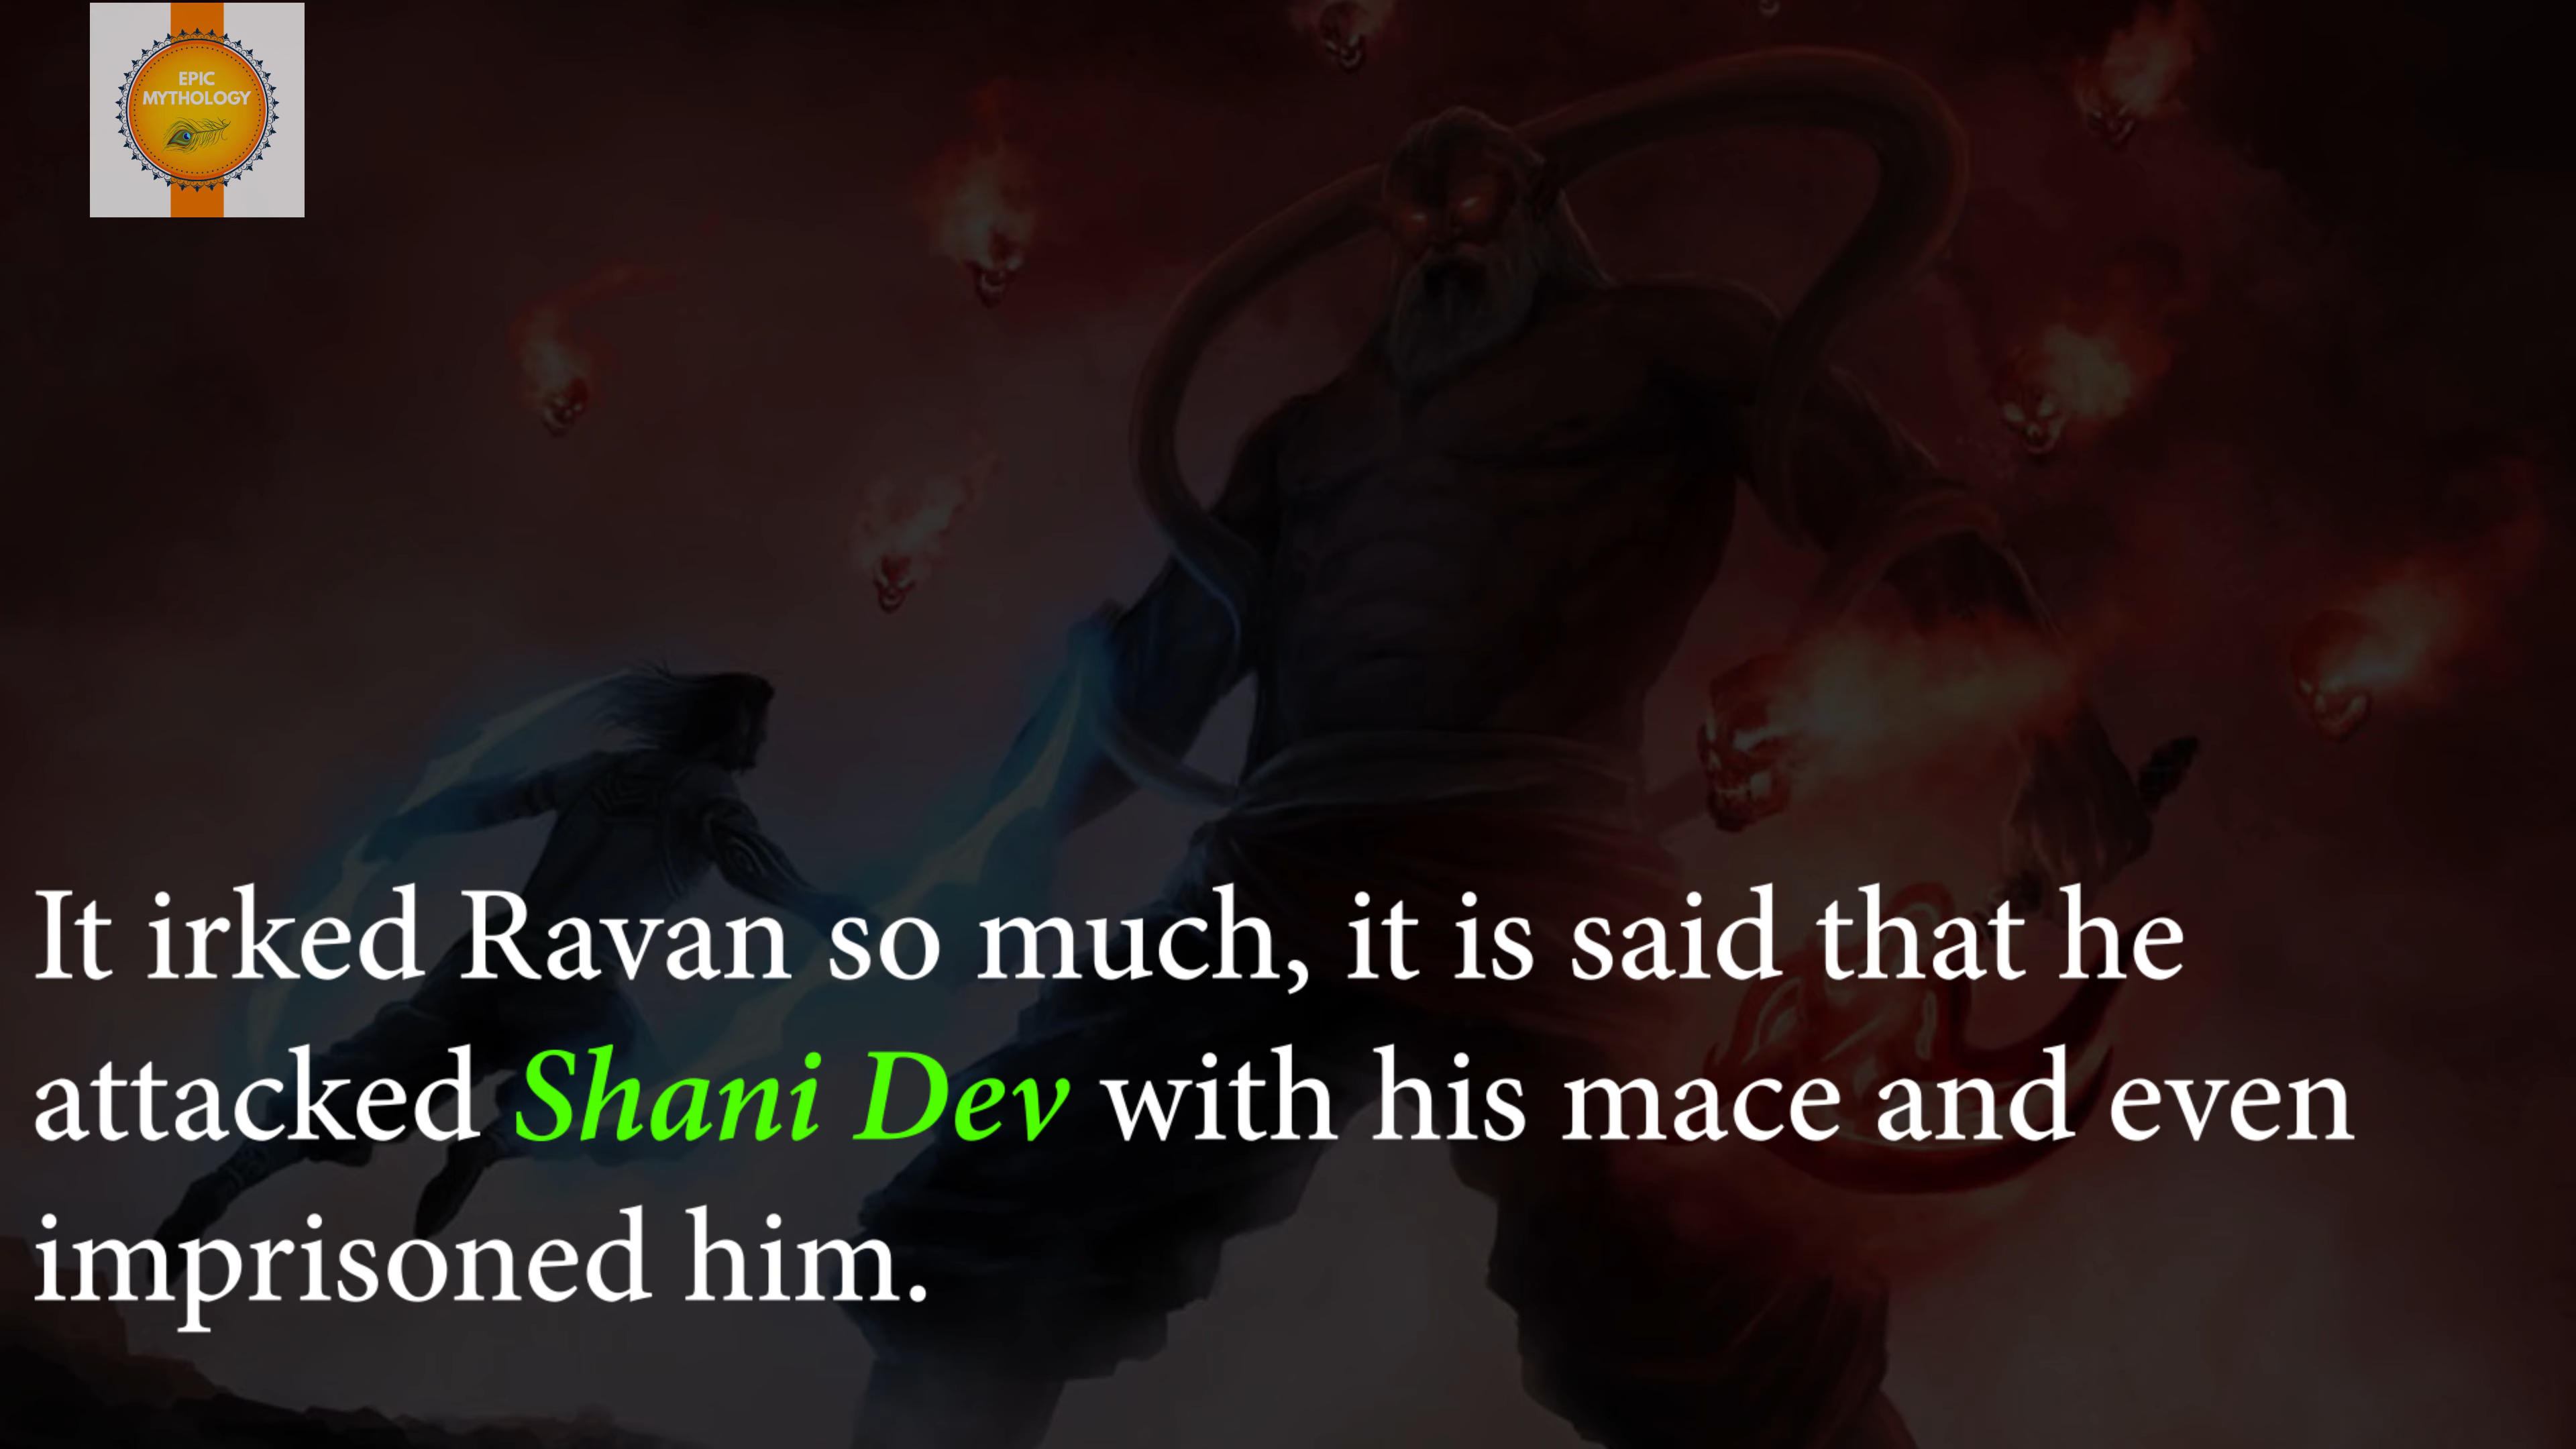 EPIC
MYTHOLOGY
It irked Ravan so much, it is said that he
attacked Shani Dev with his mace and even
imprisoned him.